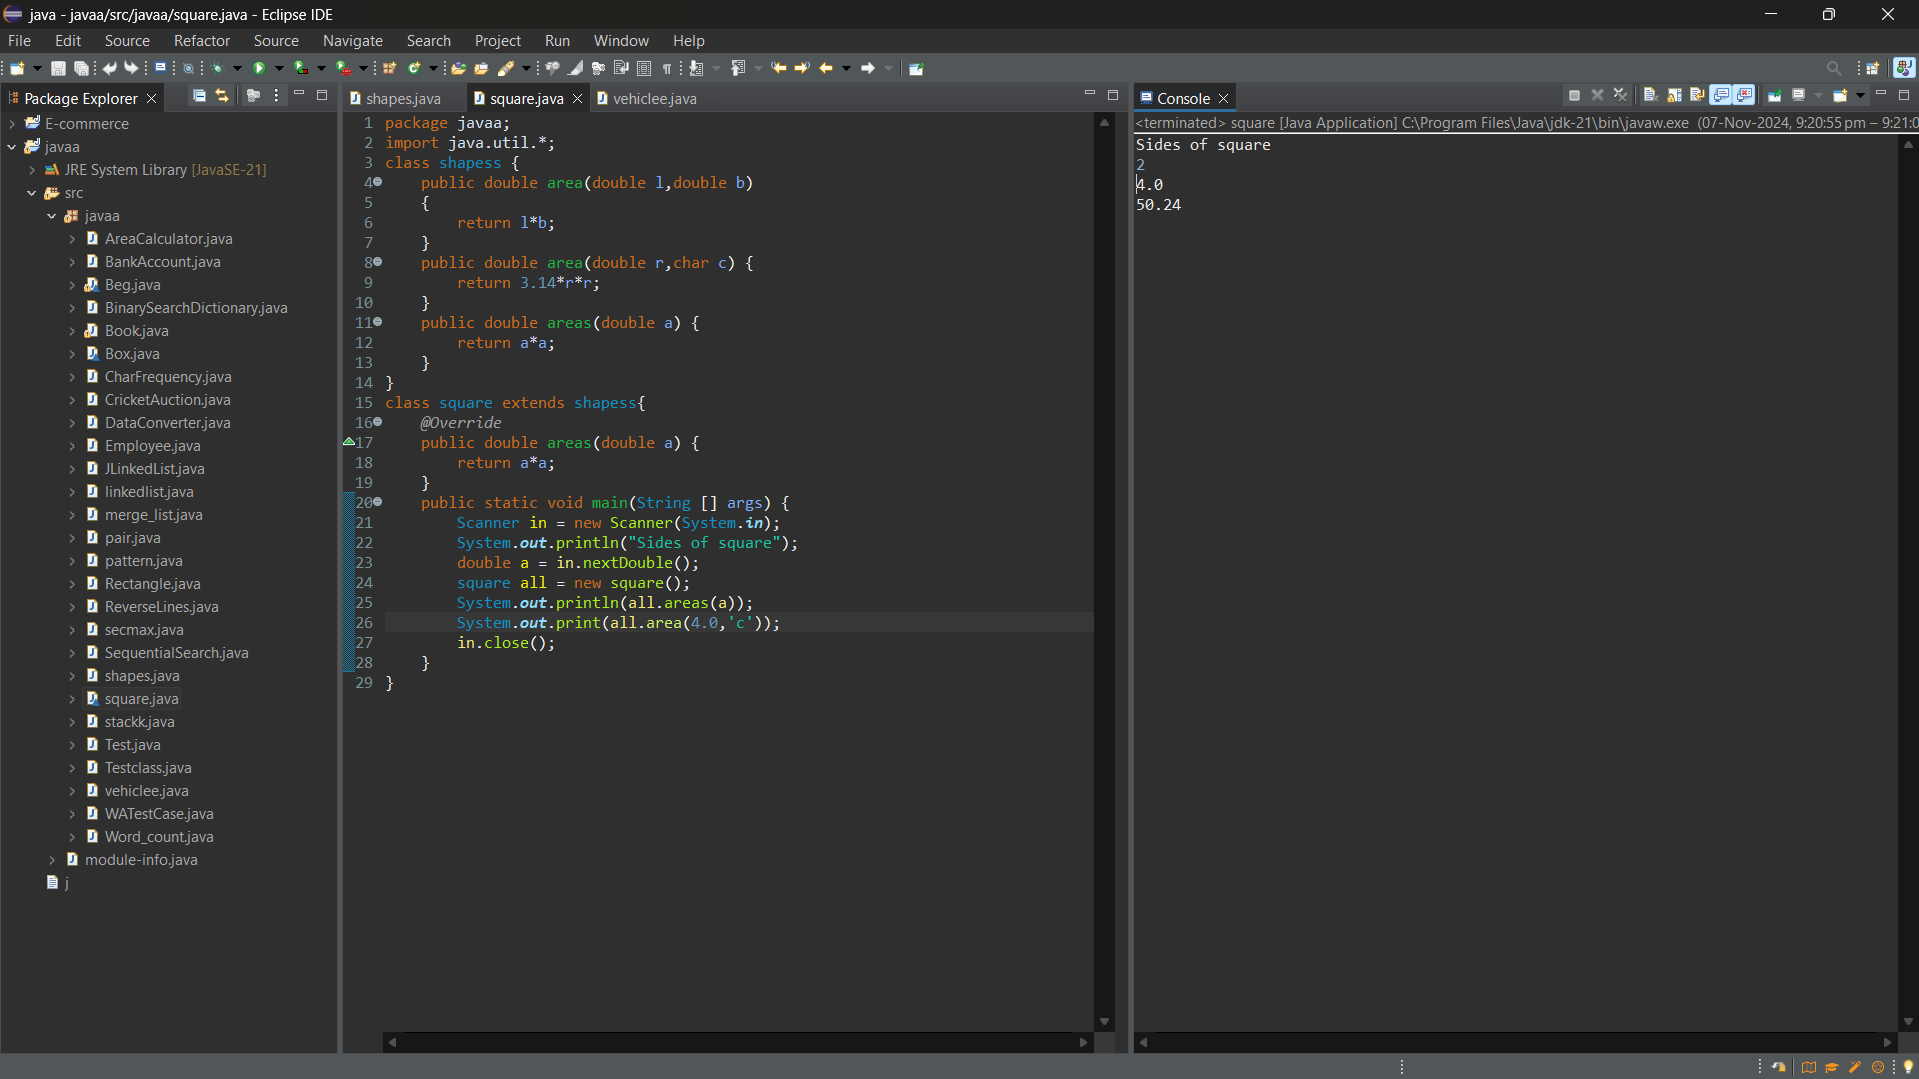 java - javaa/src/javaa/square.java - Eclipse IDE
File Edit Source Refactor Source Navigate Search Project Run Window Help
Package Explorer
E-commerce
javaa
JRE System Library [JavaSE-21]
src
javaa
AreaCalculator.java
BankAccount.java
Beg.java
BinarySearchDictionary.java
Book.java
Box.java
CharFrequency.java
CricketAuction.java
DataConverter.java
Employee.java
JLinkedList.java
linkedlist.java
merge_list.java
pair.java
pattern.java
Rectangle.java
ReverseLines.java
secmax.java
SequentialSearch.java
shapes.java
square.java
stackk.java
Test.java
Testclass.java
vehiclee.java
WATestCase.java
Word_count.java
module-info.java
j
shapes.java square.java vehiclee.java
1 package javaa;
2 import java.util.*;
3 class shapess {
4 public double area(double l,double b)
5 {
6 return l*b;
7 }
8 public double area(double r,char c) {
9 return 3.14*r*r;
10 }
11 public double areas(double a) {
12 return a*a;
13 }
14 }
15 class square extends shapess{
16 @Override
17 public double areas(double a) {
18 return a*a;
19 }
20 public static void main(String [] args) {
21 Scanner in = new Scanner(System.in);
22 System.out.println("Sides of square");
23 double a = in.nextDouble();
24 square all = new square();
25 System.out.println(all.areas(a));
26 System.out.print(all.area(4.0,'c'));
27 in.close();
28 }
29 }
Console
<terminated> square [Java Application] C:\Program Files\Java\jdk-21\bin\javaw.exe (07-Nov-2024, 9:20:55 pm – 9:21:0
Sides of square
2
4.0
50.24